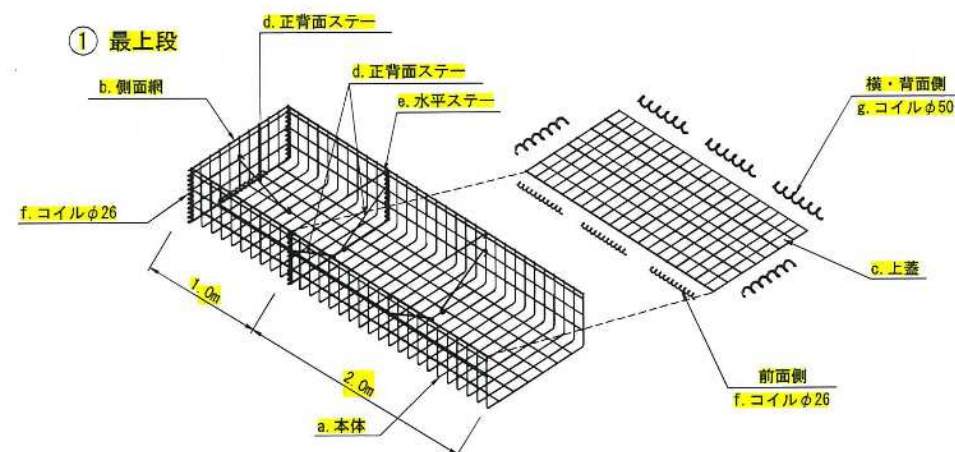 ① 最上段
d.正背面ステー
d.正背面ステー
b.側面網
e.水平ステー
横・背面側
g.コイルφ50
f.コイルφ26
c.上蓋
1.0m
2.0m
前面側
f.コイルφ26
a.本体